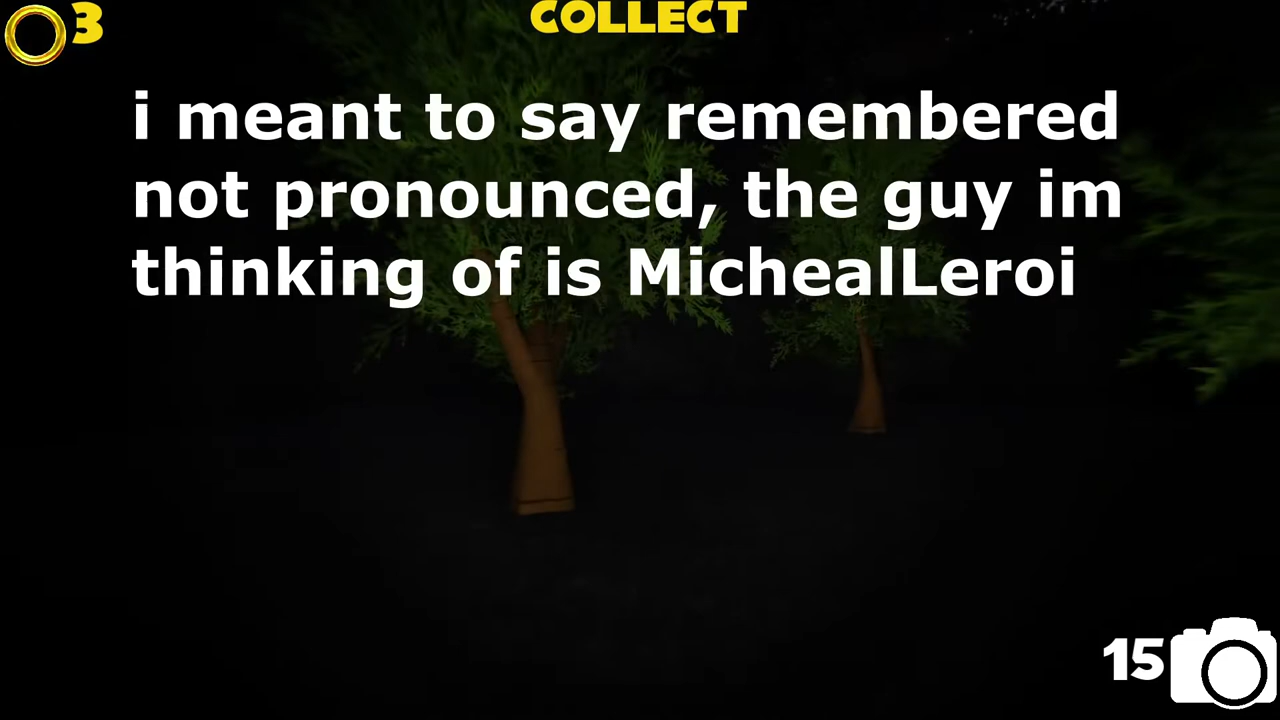 3
COLLECT
i meant to say remembered
not pronounced, the guy im
thinking of is MichealLeroi
15